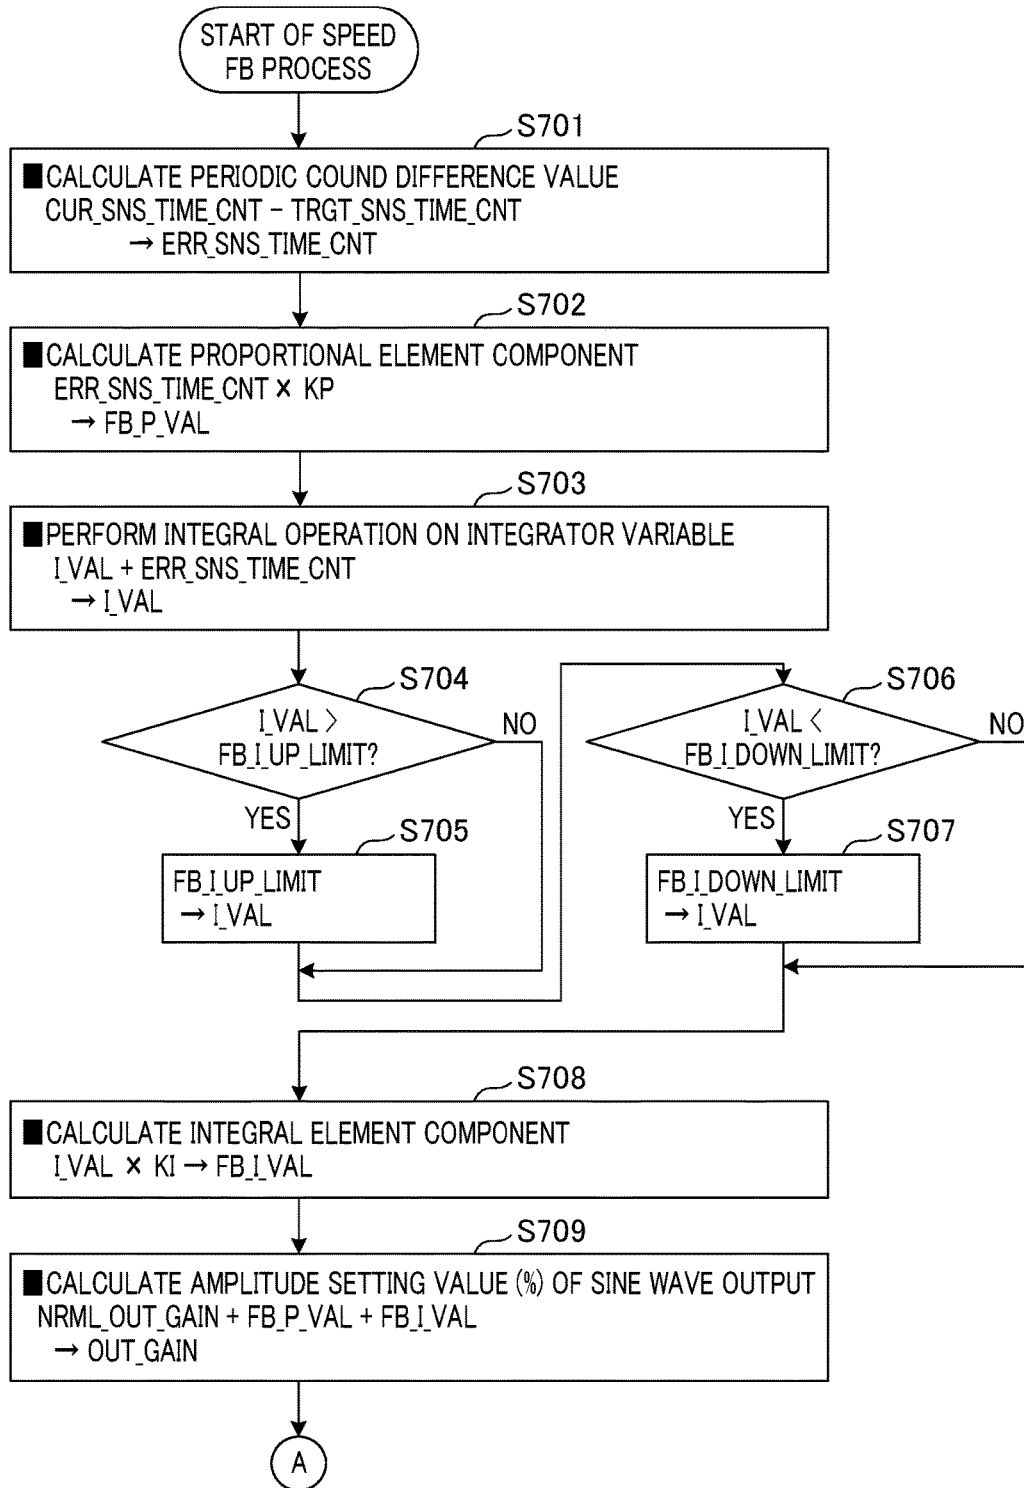 START OF SPEED
FB PROCESS
S701
■CALCULATE PERIODIC COUND DIFFERENCE VALUE
CUR_SNS_TIME_CNT − TRGT_SNS_TIME_CNT
→ ERR_SNS_TIME_CNT
S702
■CALCULATE PROPORTIONAL ELEMENT COMPONENT
ERR_SNS_TIME_CNT × KP
→ FB_P_VAL
S703
■PERFORM INTEGRAL OPERATION ON INTEGRATOR VARIABLE
I_VAL + ERR_SNS_TIME_CNT
→ I_VAL
S704
I_VAL >
FB_I_UP_LIMIT?
NO
YES
S705
FB_I_UP_LIMIT
→ I_VAL
S706
I_VAL <
FB_I_DOWN_LIMIT?
NO
YES
S707
FB_I_DOWN_LIMIT
→ I_VAL
S708
■CALCULATE INTEGRAL ELEMENT COMPONENT
I_VAL × KI → FB_I_VAL
S709
■CALCULATE AMPLITUDE SETTING VALUE (%) OF SINE WAVE OUTPUT
NRML_OUT_GAIN + FB_P_VAL + FB_I_VAL
→ OUT_GAIN
A